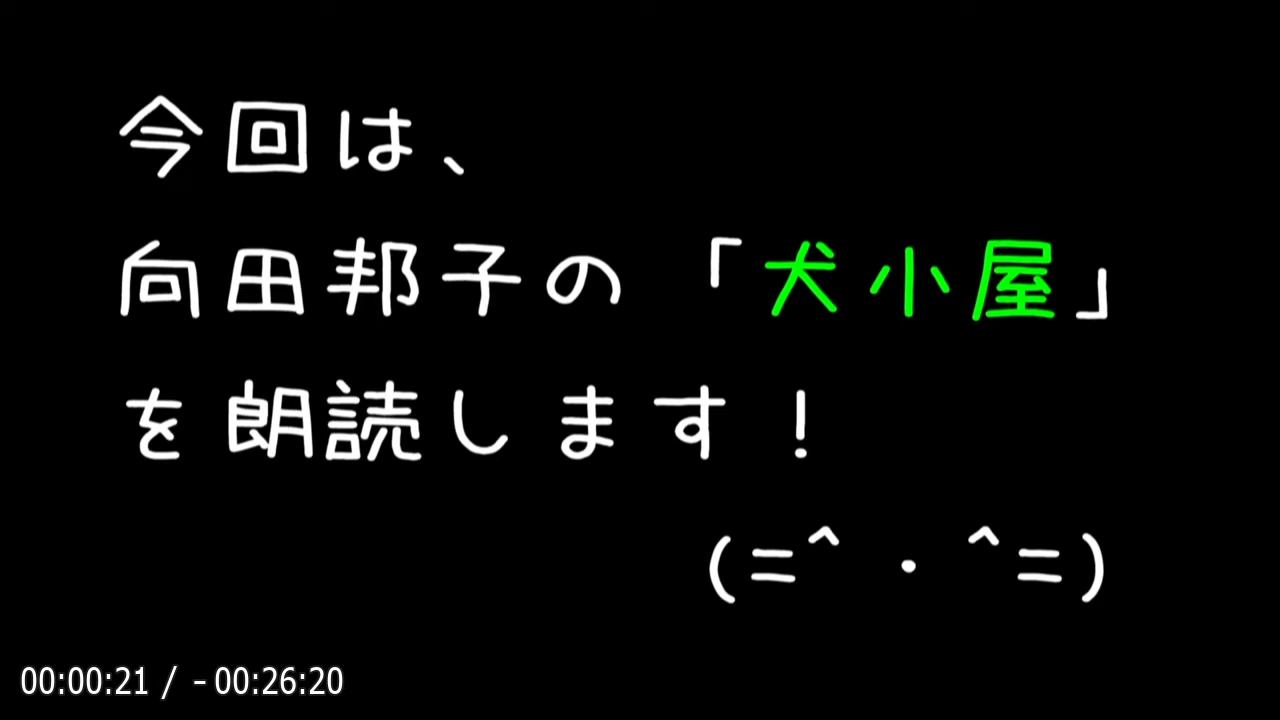 今回は、
向田邦子の「犬小屋」
を朗読します！
(=^ ・ ^=)
00:00:21 / -00:26:20